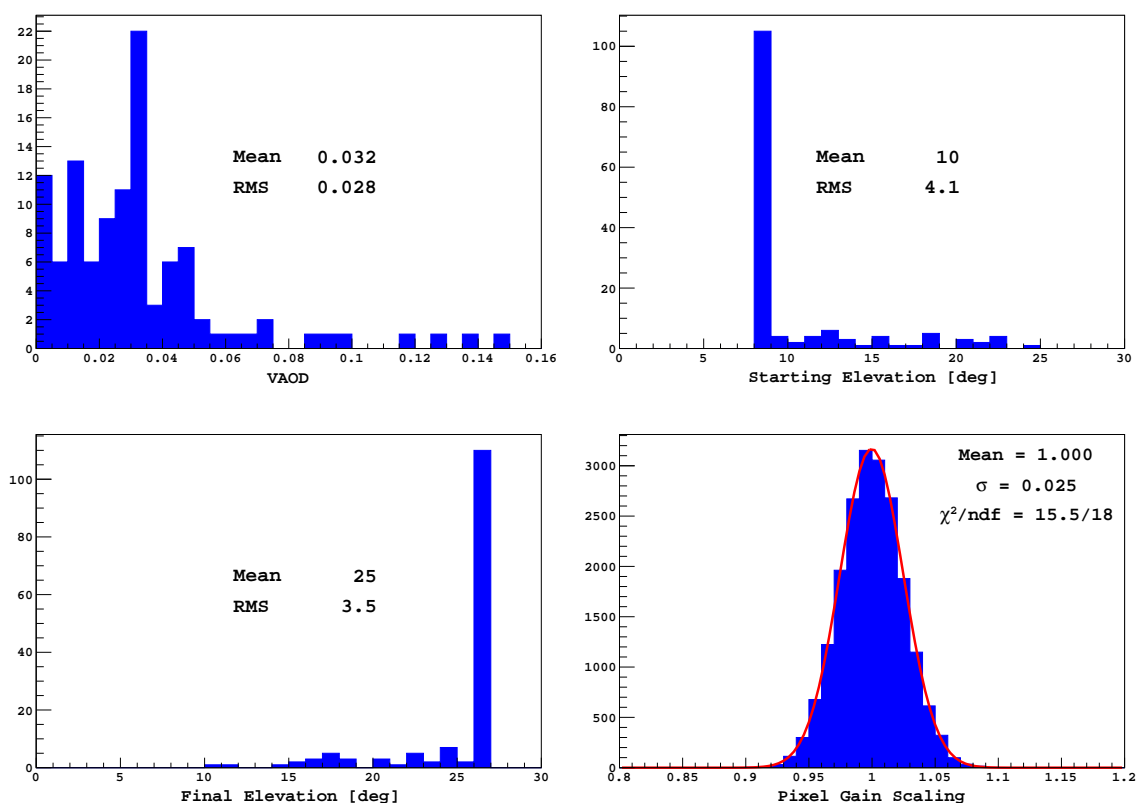 22
20
18
16
14
12
10
8
6
4
2
0
Mean 0.032
RMS 0.028
0 0.02 0.04 0.06 0.08 0.1 0.12 0.14 0.16
VAOD
100
80
60
40
20
0
Mean 10
RMS 4.1
0 5 10 15 20 25 30
Starting Elevation [deg]
100
80
60
40
20
0
Mean 25
RMS 3.5
0 5 10 15 20 25 30
Final Elevation [deg]
3000
2500
2000
1500
1000
500
0
Mean = 1.000
σ = 0.025
χ²/ndf = 15.5/18
0.8 0.85 0.9 0.95 1 1.05 1.1 1.15 1.2
Pixel Gain Scaling